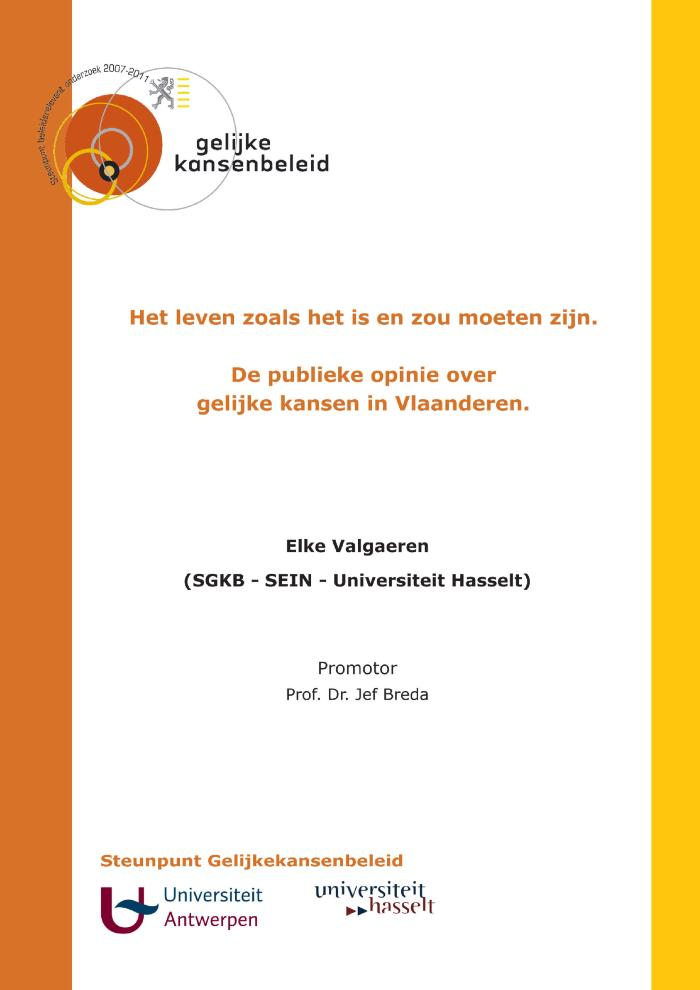 Steunpunt beleidsrelevant onderzoek 2007-2011
gelijke
kansenbeleid
Het leven zoals het is en zou moeten zijn.
De publieke opinie over
gelijke kansen in Vlaanderen.
Elke Valgaeren
(SGKB - SEIN - Universiteit Hasselt)
Promotor
Prof. Dr. Jef Breda
Steunpunt Gelijkekansenbeleid
Universiteit
Antwerpen
universiteit
hasselt